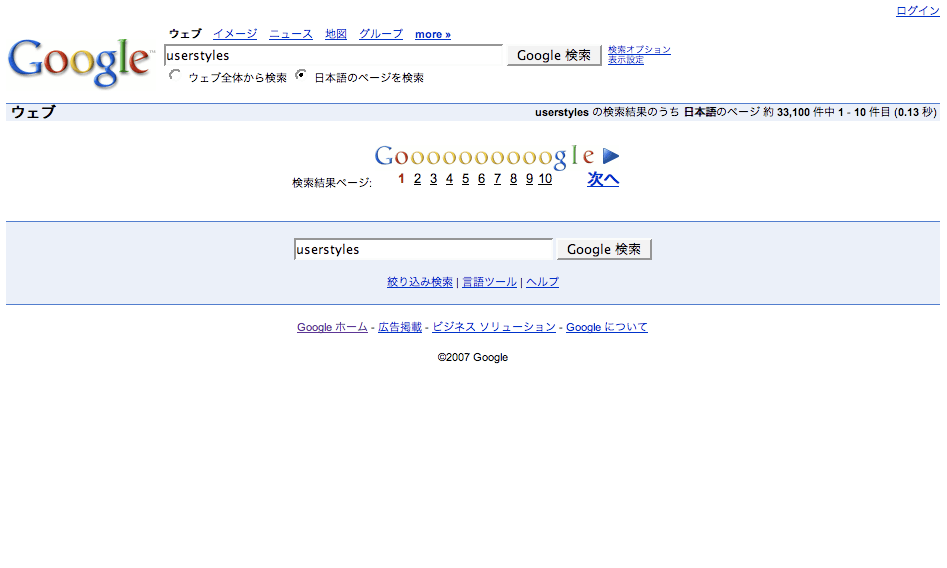 ログイン
ウェブ イメージ ニュース 地図 グループ more »
Google™
userstyles Google 検索 検索オプション
表示設定
ウェブ全体から検索 日本語のページを検索
ウェブ userstyles の検索結果のうち 日本語のページ 約 33,100 件中 1 - 10 件目 (0.13 秒)
Goooooooooogle
検索結果ページ: 1 2 3 4 5 6 7 8 9 10 次へ
userstyles Google 検索
絞り込み検索 | 言語ツール | ヘルプ
Google ホーム - 広告掲載 - ビジネス ソリューション - Google について
©2007 Google